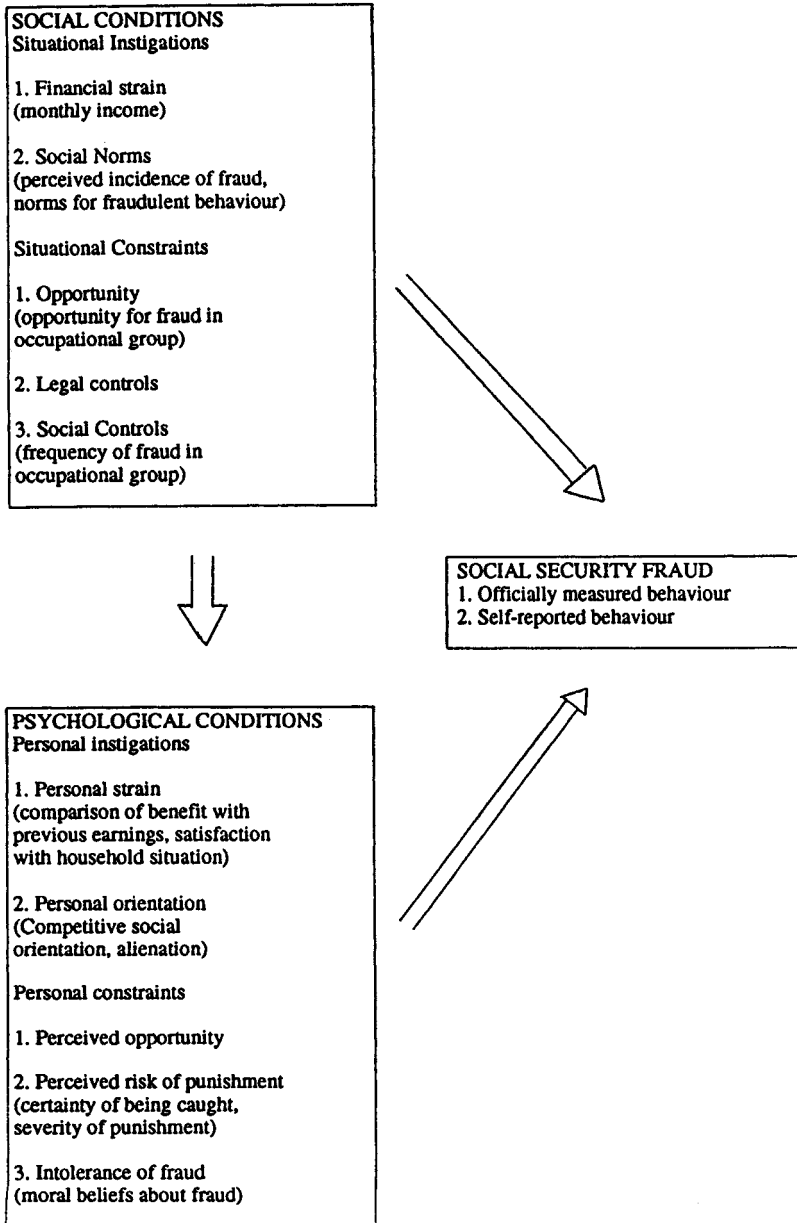 SOCIAL CONDITIONS
Situational Instigations
1. Financial strain
(monthly income)
2. Social Norms
(perceived incidence of fraud,
norms for fraudulent behaviour)
Situational Constraints
1. Opportunity
(opportunity for fraud in
occupational group)
2. Legal controls
3. Social Controls
(frequency of fraud in
occupational group)
SOCIAL SECURITY FRAUD
1. Officially measured behaviour
2. Self-reported behaviour
PSYCHOLOGICAL CONDITIONS
Personal instigations
1. Personal strain
(comparison of benefit with
previous earnings, satisfaction
with household situation)
2. Personal orientation
(Competitive social
orientation, alienation)
Personal constraints
1. Perceived opportunity
2. Perceived risk of punishment
(certainty of being caught,
severity of punishment)
3. Intolerance of fraud
(moral beliefs about fraud)